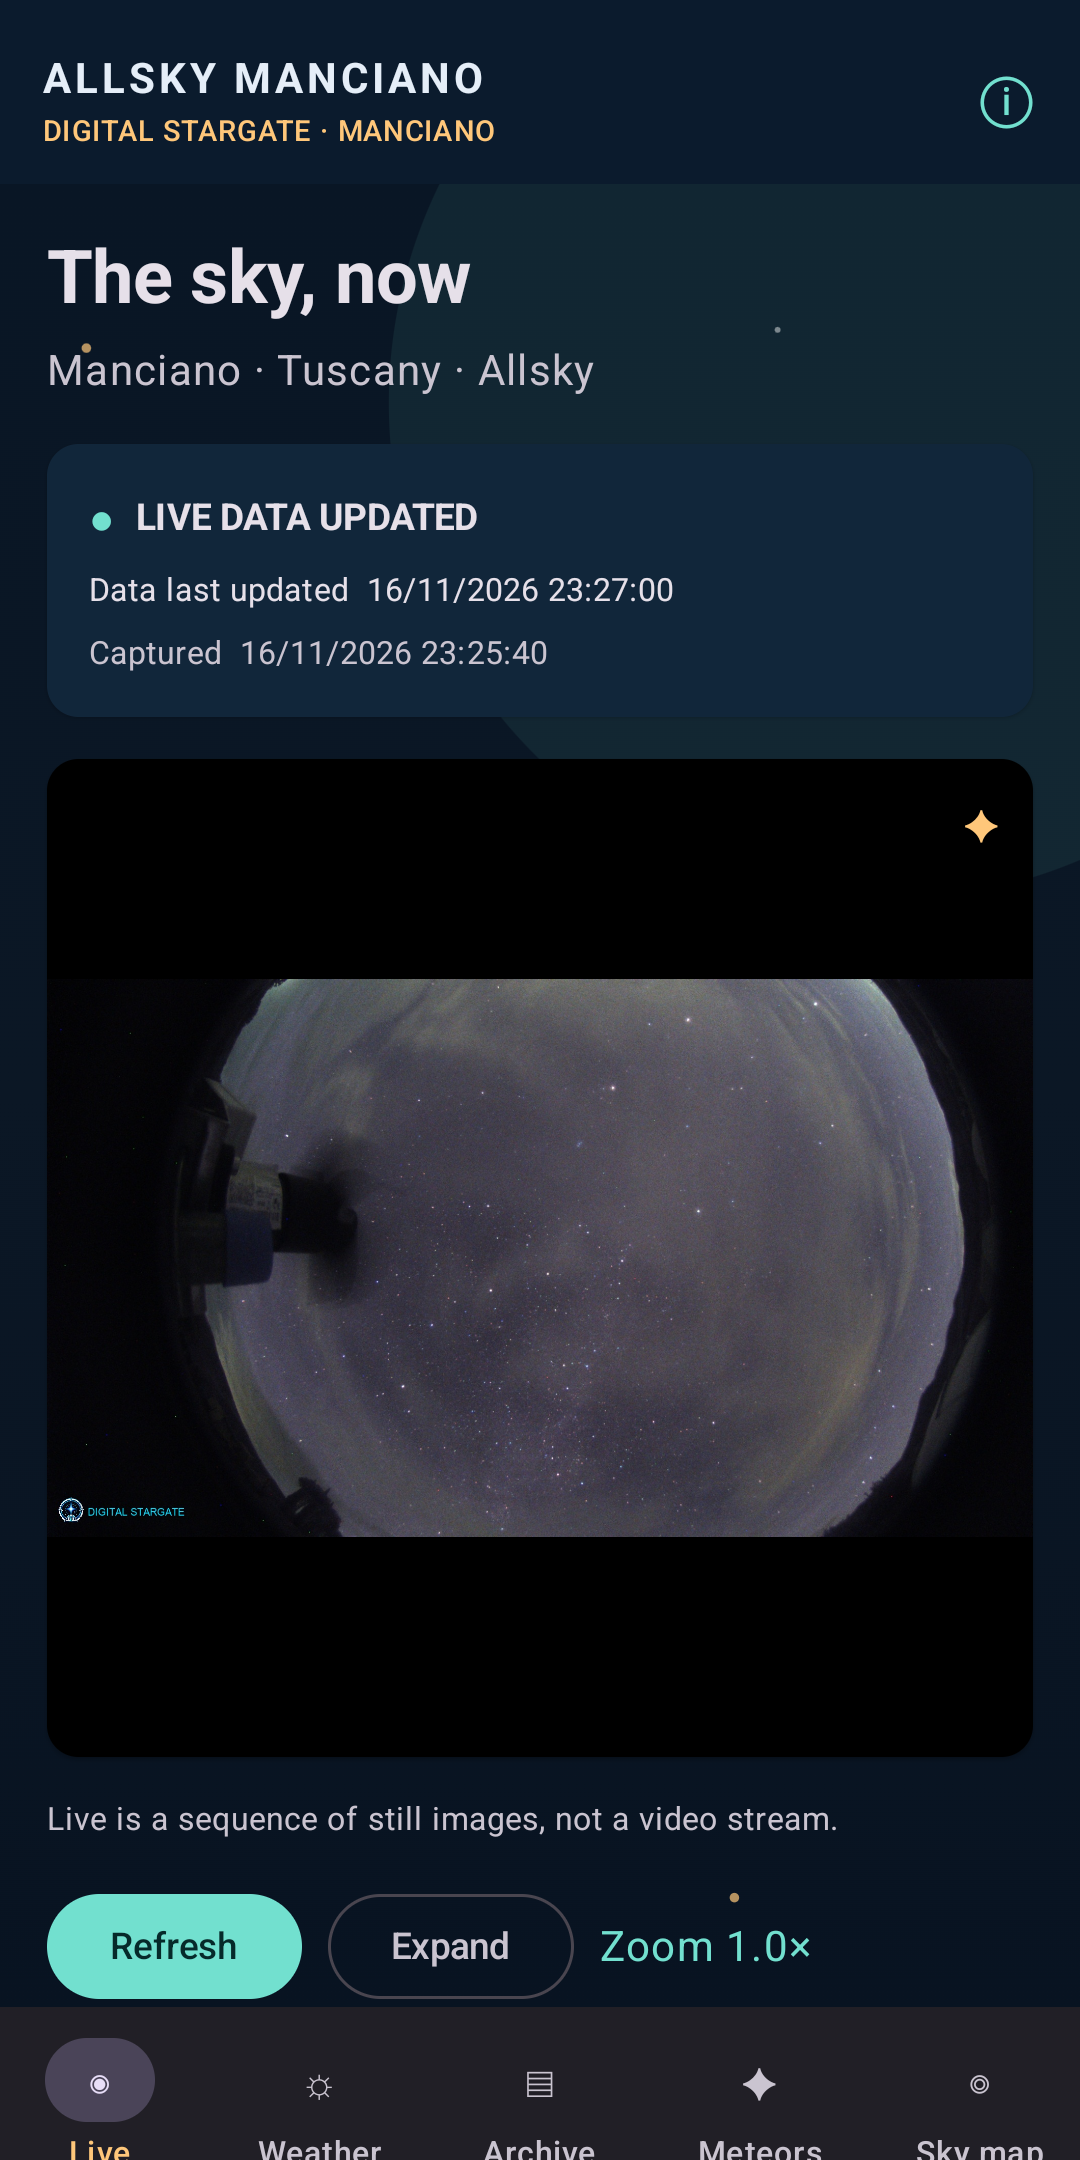 ALLSKY MANCIANO
DIGITAL STARGATE · MANCIANO
The sky, now
Manciano · Tuscany · Allsky
LIVE DATA UPDATED
Data last updated 16/11/2026 23:27:00
Captured 16/11/2026 23:25:40
DIGITAL STARGATE
Live is a sequence of still images, not a video stream.
Refresh Expand Zoom 1.0×
Live Weather Archive Meteors Sky map